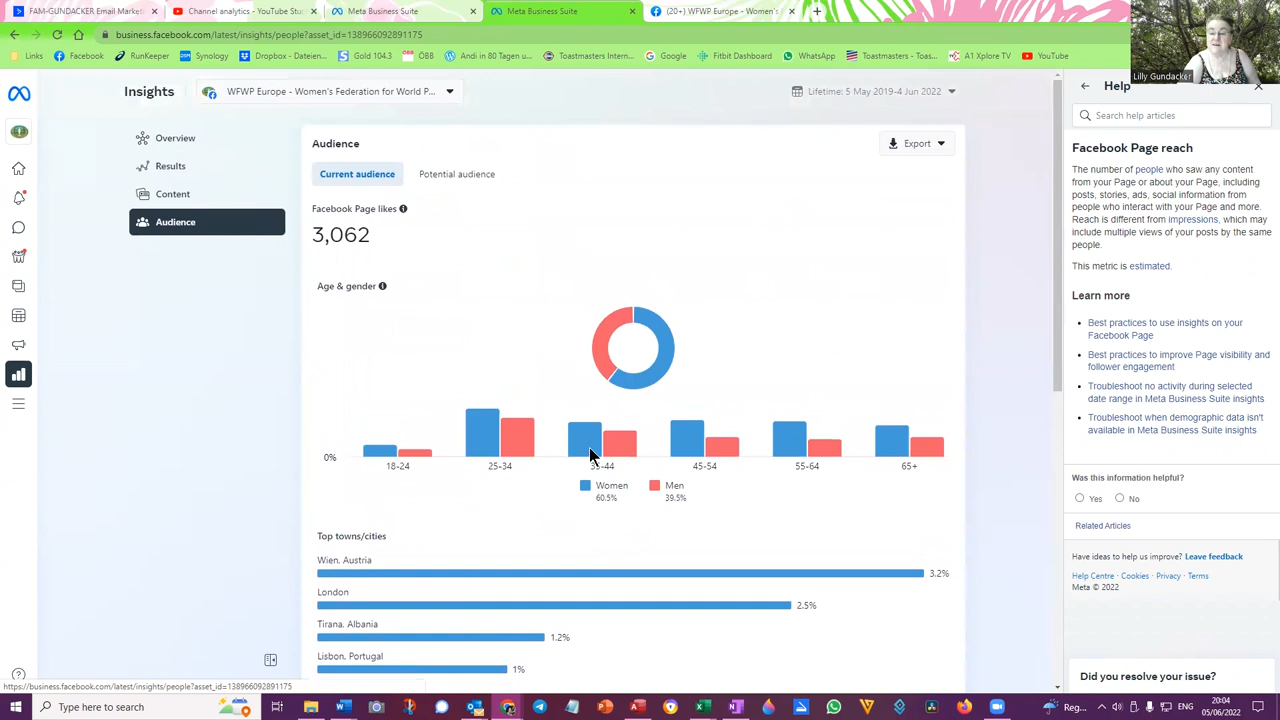 FAM-GUNDACKER Email Market
Channel analytics - YouTube Stu
Meta Business Suite
Meta Business Suite
(20+) WFWP Europe - Women's
business.facebook.com/latest/insights/people?asset_id=138966092891175
Links
Facebook
RunKeeper
Synology
Dropbox - Dateien...
Gold 104.3
ÖBB
Andi in 80 Tagen u...
Toastmasters Intern...
Google
Fitbit Dashboard
WhatsApp
Toastmasters - Toas...
A1 Xplore TV
YouTube
Lilly Gundacker
Insights
WFWP Europe - Women's Federation for World P...
Lifetime: 5 May 2019-4 Jun 2022
Help
Overview
Results
Content
Audience
Audience
Export
Current audience
Potential audience
Facebook Page likes
3,062
Age & gender
0%
18-24
25-34
35-44
45-54
55-64
65+
Women
60.5%
Men
39.5%
Top towns/cities
Wien, Austria
3.2%
London
2.5%
Tirana, Albania
1.2%
Lisbon, Portugal
1%
Search help articles
Facebook Page reach
The number of people who saw any content
from your Page or about your Page, including
posts, stories, ads, social information from
people who interact with your Page and more.
Reach is different from impressions, which may
include multiple views of your posts by the same
people.
This metric is estimated.
Learn more
Best practices to use insights on your
Facebook Page
Best practices to improve Page visibility and
follower engagement
Troubleshoot no activity during selected
date range in Meta Business Suite insights
Troubleshoot when demographic data isn't
available in Meta Business Suite insights
Was this information helpful?
Yes
No
Related Articles
Have ideas to help us improve? Leave feedback
Help Centre · Cookies · Privacy · Terms
Meta © 2022
Did you resolve your issue?
https://business.facebook.com/latest/insights/people?asset_id=138966092891175
Type here to search
Reg...
20:04
05/06/2022